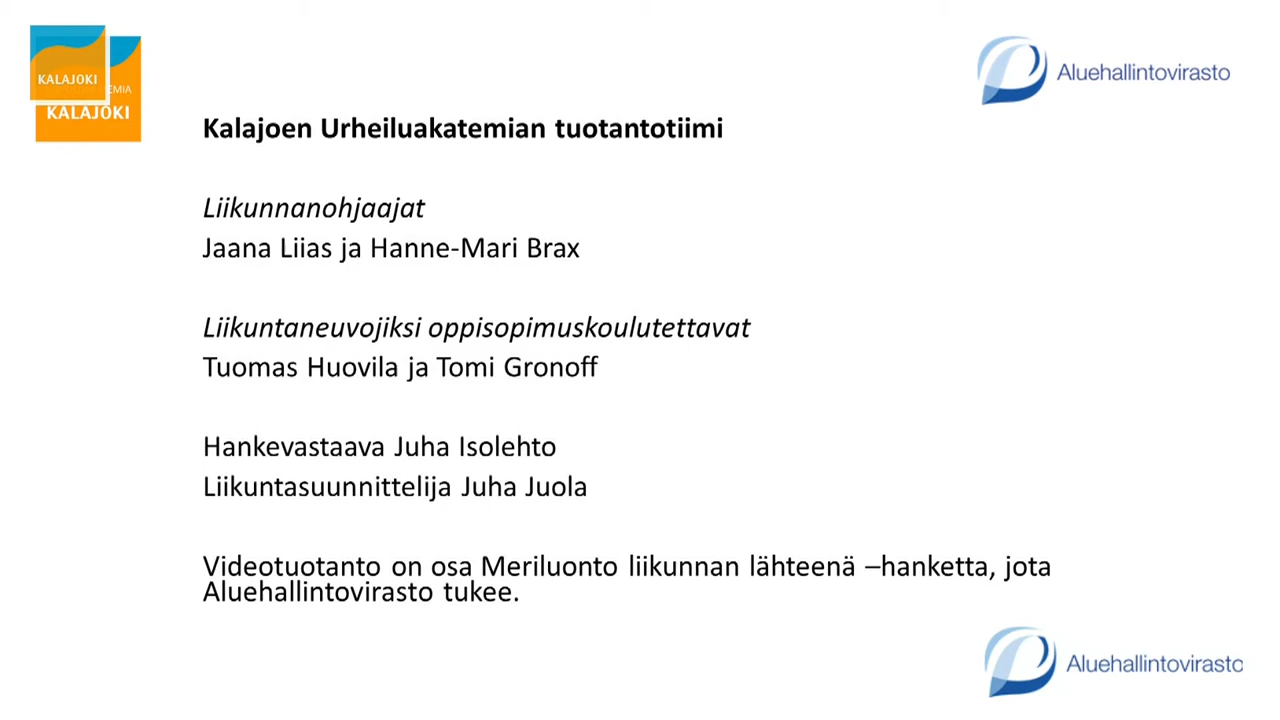 KALAJOKI
EMIA
KALAJOKI
Aluehallintovirasto
Kalajoen Urheiluakatemian tuotantotiimi
Liikunnanohjaajat
Jaana Liias ja Hanne-Mari Brax
Liikuntaneuvojiksi oppisopimuskoulutettavat
Tuomas Huovila ja Tomi Gronoff
Hankevastaava Juha Isolehto
Liikuntasuunnittelija Juha Juola
Videotuotanto on osa Meriluonto liikunnan lähteenä –hanketta, jota
Aluehallintovirasto tukee.
Aluehallintovirasto